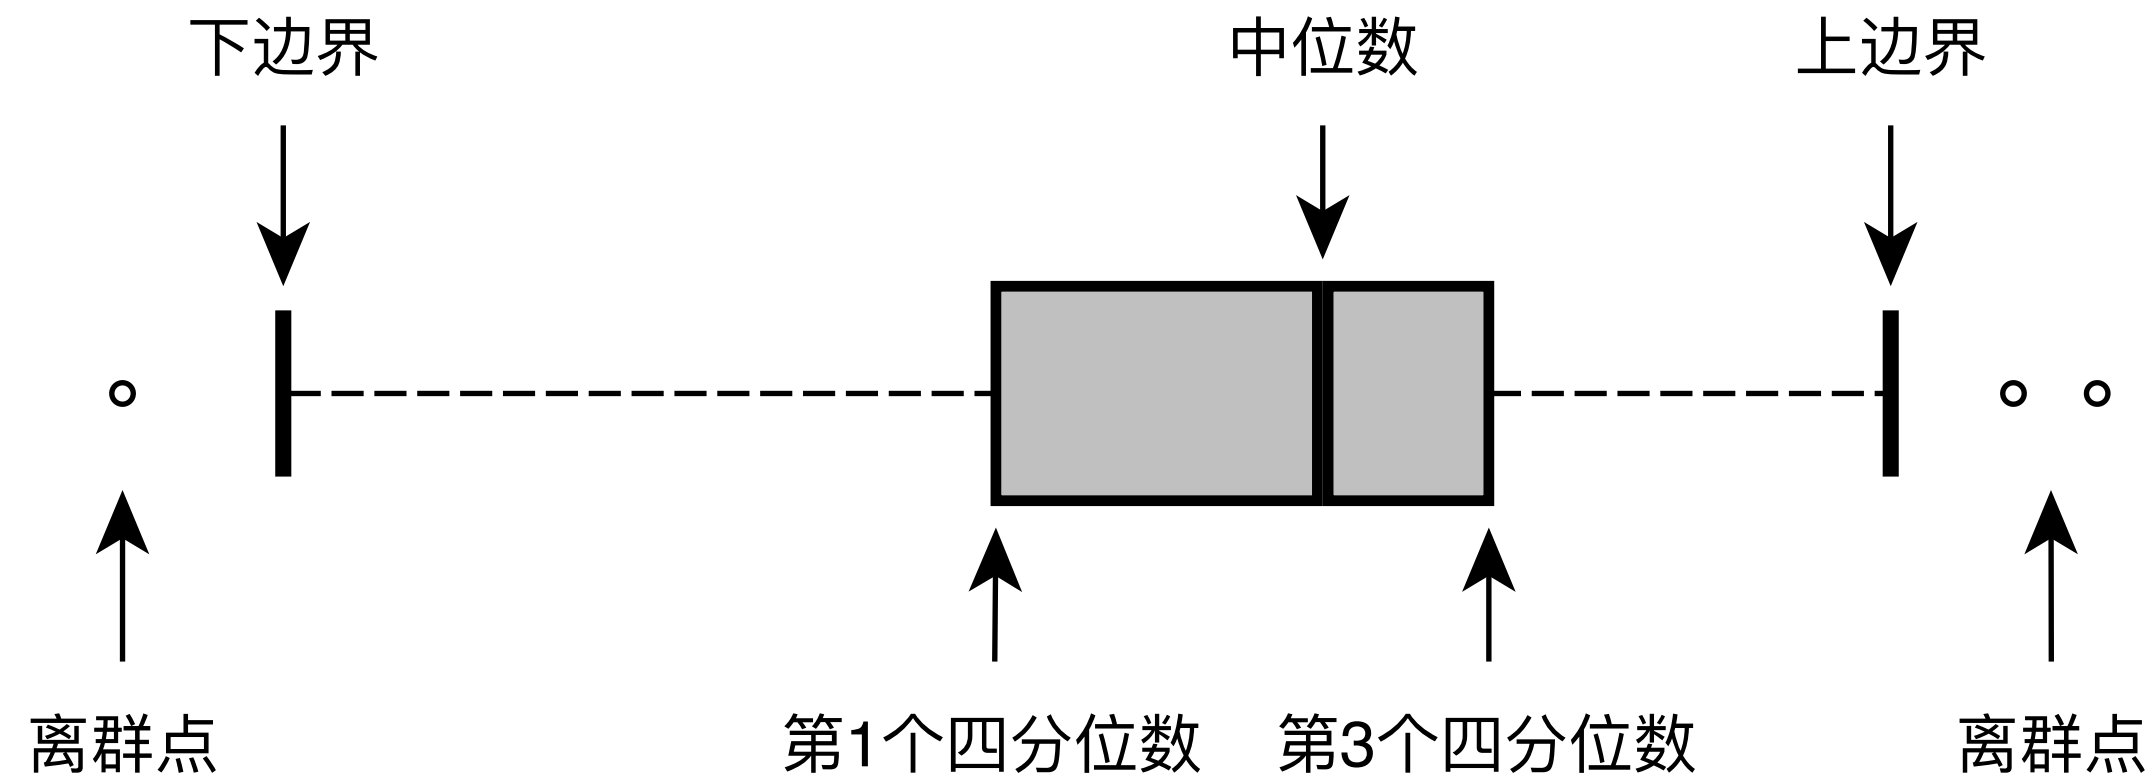 下边界
中位数
上边界
离群点
第1个四分位数
第3个四分位数
离群点